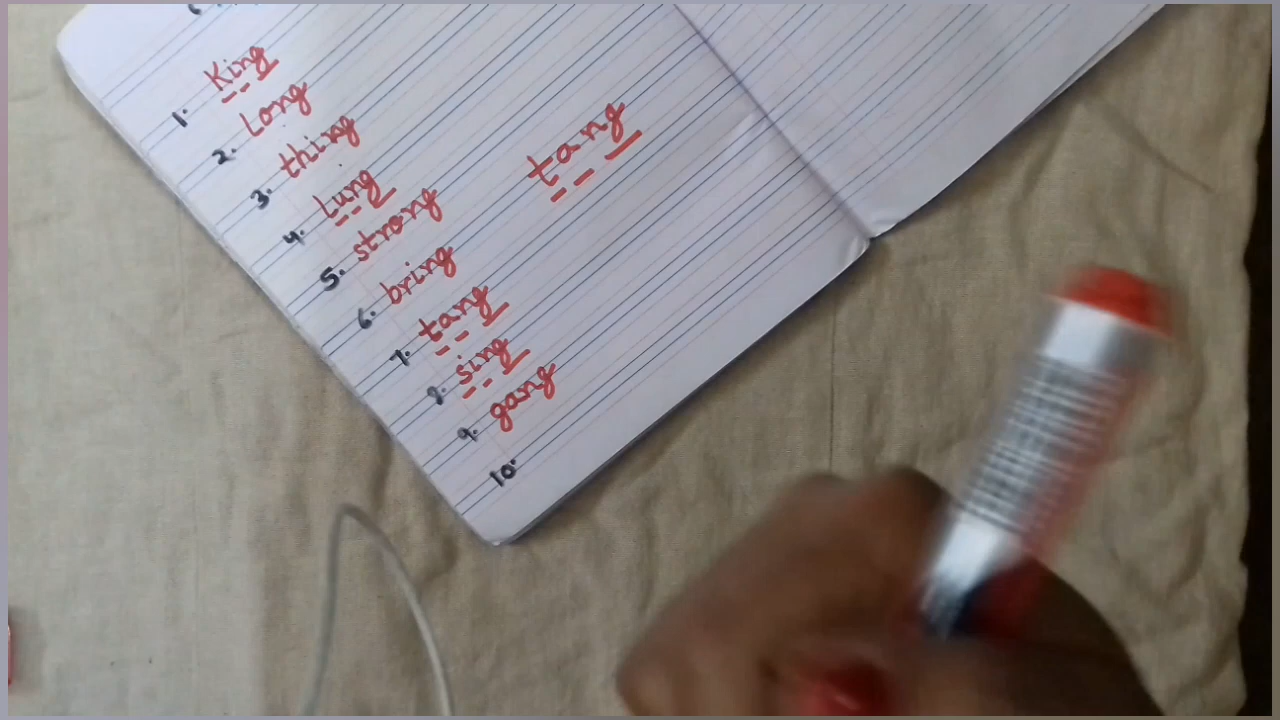 1. King
2. Long
3. thing
4. Lung
5. strong
6. bring
7. tang
8. sing
9. gang
10.
tang